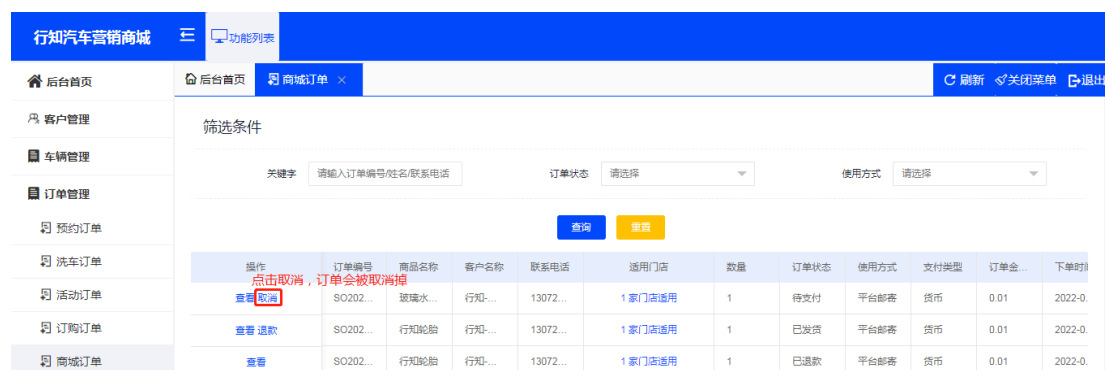 行知汽车营销商城 功能列表
后台首页 后台首页 商城订单 × 刷新 关闭菜单 退出
客户管理 筛选条件
车辆管理 关键字 请输入订单编号/姓名/联系电话 订单状态 请选择 使用方式 请选择
订单管理
预约订单 查询 重置
洗车订单 操作 订单编号 商品名称 客户名称 联系电话 适用门店 数量 订单状态 使用方式 支付类型 订单金... 下单时间
点击取消，订单会被取消掉
活动订单 查看 取消 SO202... 玻璃水... 行知-... 13072... 1 家门店适用 1 待支付 平台邮寄 货币 0.01 2022-0.
订购订单 查看 退款 SO202... 行知轮胎 行知-... 13072... 1 家门店适用 1 已发货 平台邮寄 货币 0.01 2022-0.
商城订单 查看 SO202... 行知轮胎 行知-... 13072... 1 家门店适用 1 已退款 平台邮寄 货币 0.01 2022-0.